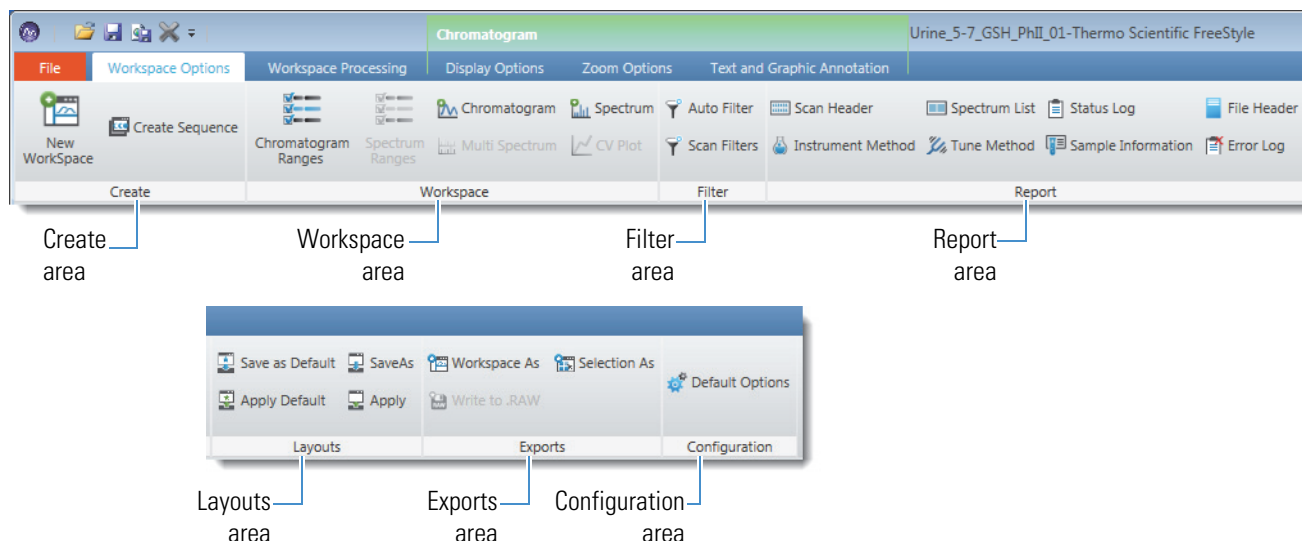 Chromatogram
Urine_5-7_GSH_PhII_01-Thermo Scientific FreeStyle
File Workspace Options Workspace Processing Display Options Zoom Options Text and Graphic Annotation
New WorkSpace
Create Sequence
Chromatogram Ranges
Spectrum Ranges
Chromatogram Spectrum Auto Filter Scan Header Spectrum List Status Log File Header
Multi Spectrum CV Plot Scan Filters Instrument Method Tune Method Sample Information Error Log
Create Workspace Filter Report
Create area
Workspace area
Filter area
Report area
Save as Default SaveAs Workspace As Selection As
Default Options
Apply Default Apply Write to .RAW
Layouts Exports Configuration
Layouts area
Exports area
Configuration area